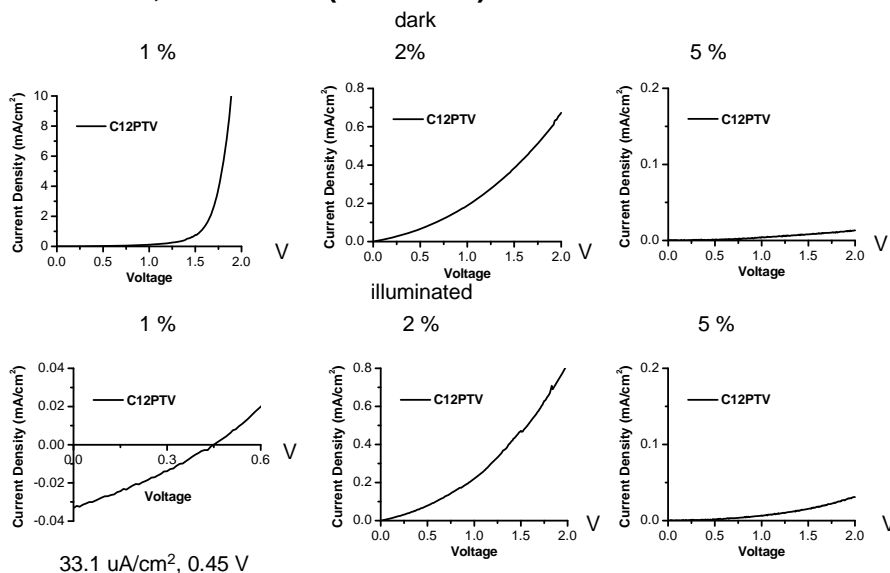 dark
1 %
2%
5 %
Current Density (mA/cm²)
10
8
6
4
2
0
C12PTV
0.0 0.5 1.0 1.5 2.0
Voltage
V
Current Density (mA/cm²)
0.8
0.6
0.4
0.2
0.0
C12PTV
0.0 0.5 1.0 1.5 2.0
Voltage
Current Density (mA/cm²)
0.2
0.1
0.0
C12PTV
0.0 0.5 1.0 1.5 2.0
Voltage
V
illuminated
1 %
2 %
5 %
Current Density (mA/cm²)
0.04
0.02
0.00
-0.02
-0.04
C12PTV
0.0 0.3 0.6
Voltage
V
Current Density (mA/cm²)
0.8
0.6
0.4
0.2
0.0
C12PTV
0.0 0.5 1.0 1.5 2.0
Voltage
V
Current Density (mA/cm²)
0.2
0.1
0.0
C12PTV
0.0 0.5 1.0 1.5 2.0
Voltage
V
33.1 uA/cm², 0.45 V